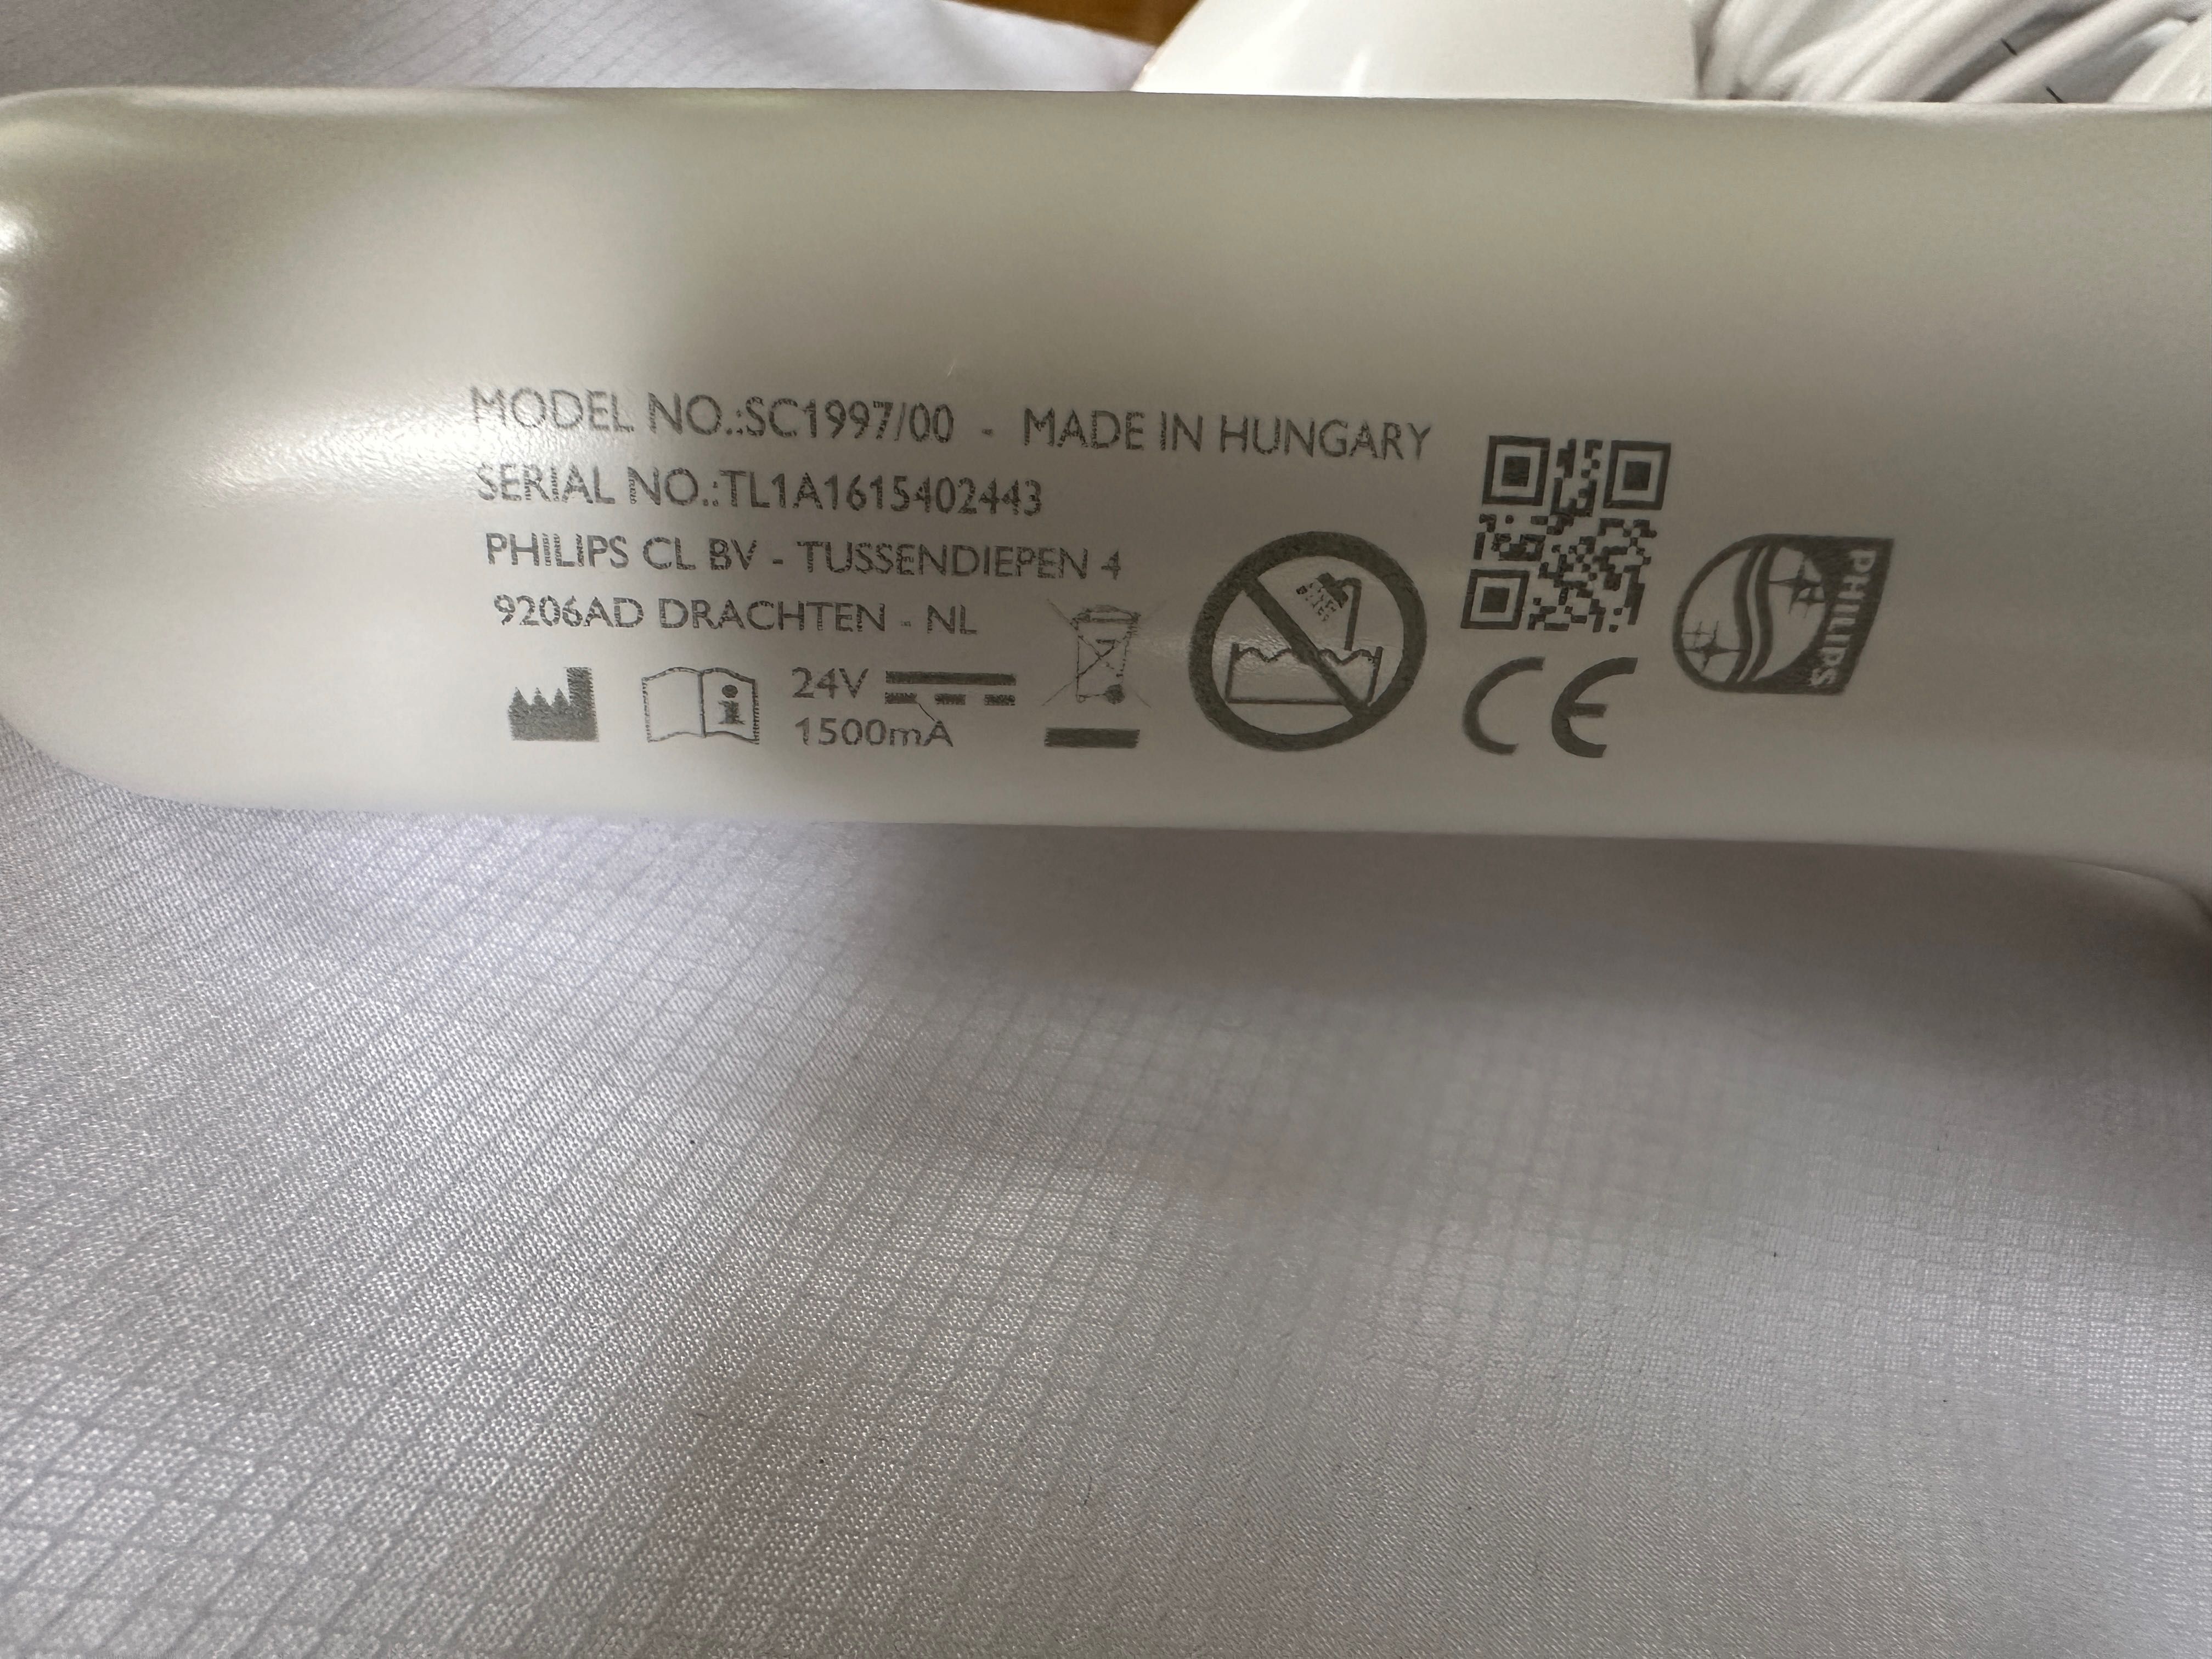 MODEL NO.:SC1997/00 - MADE IN HUNGARY
SERIAL NO.:TL1A1615402443
PHILIPS CL BV - TUSSENDIEPEN 4
9206AD DRACHTEN - NL
24V
1500mA
CE
PHILIPS